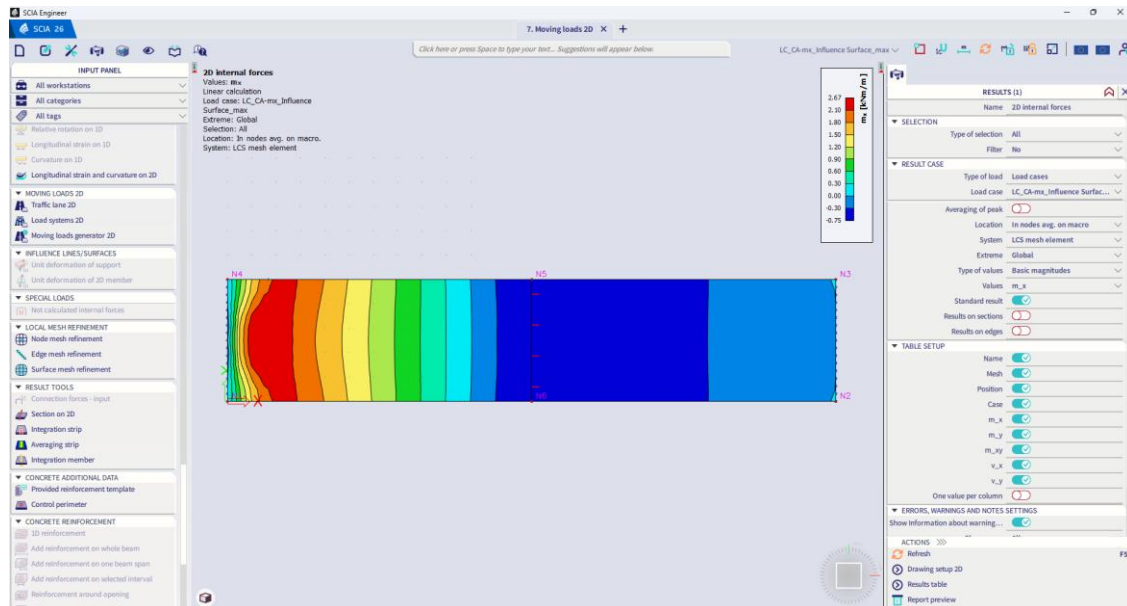 SCIA Engineer
SCIA 26
7. Moving loads 2D
Click here or press Space to type your text... Suggestions will appear below.
LC_CA-mx_Influence Surface_max
INPUT PANEL
All workstations
All categories
All tags
Relative rotation on 1D
Longitudinal strain on 1D
Curvature on 1D
Longitudinal strain and curvature on 2D
MOVING LOADS 2D
Traffic lane 2D
Load systems 2D
Moving loads generator 2D
INFLUENCE LINES/SURFACES
Unit deformation of support
Unit deformation of 2D member
SPECIAL LOADS
Not calculated internal forces
LOCAL MESH REFINEMENT
Node mesh refinement
Edge mesh refinement
Surface mesh refinement
RESULT TOOLS
Connection forces - input
Section on 2D
Integration strip
Averaging strip
Integration member
CONCRETE ADDITIONAL DATA
Provided reinforcement template
Control perimeter
CONCRETE REINFORCEMENT
1D reinforcement
Add reinforcement on whole beam
Add reinforcement on one beam span
Add reinforcement on selected interval
Reinforcement around opening
2D internal forces
Values: mx
Linear calculation
Load case: LC_CA-mx_Influence
Surface_max
Extreme: Global
Selection: All
Location: In nodes avg. on macro.
System: LCS mesh element
mx [kNm/m]
2.67
2.10
1.80
1.50
1.20
0.90
0.60
0.30
0.00
-0.30
-0.75
N4
N5
N3
N6
N2
X
RESULTS (1)
Name 2D internal forces
SELECTION
Type of selection All
Filter No
RESULT CASE
Type of load Load cases
Load case LC_CA-mx_Influence Surfac...
Averaging of peak
Location In nodes avg. on macro
System LCS mesh element
Extreme Global
Type of values Basic magnitudes
Values m_x
Standard result
Results on sections
Results on edges
TABLE SETUP
Name
Mesh
Position
Case
m_x
m_y
m_xy
v_x
v_y
One value per column
ERRORS, WARNINGS AND NOTES SETTINGS
Show Information about warning...
ACTIONS >>>
Refresh F5
Drawing setup 2D
Results table
Report preview